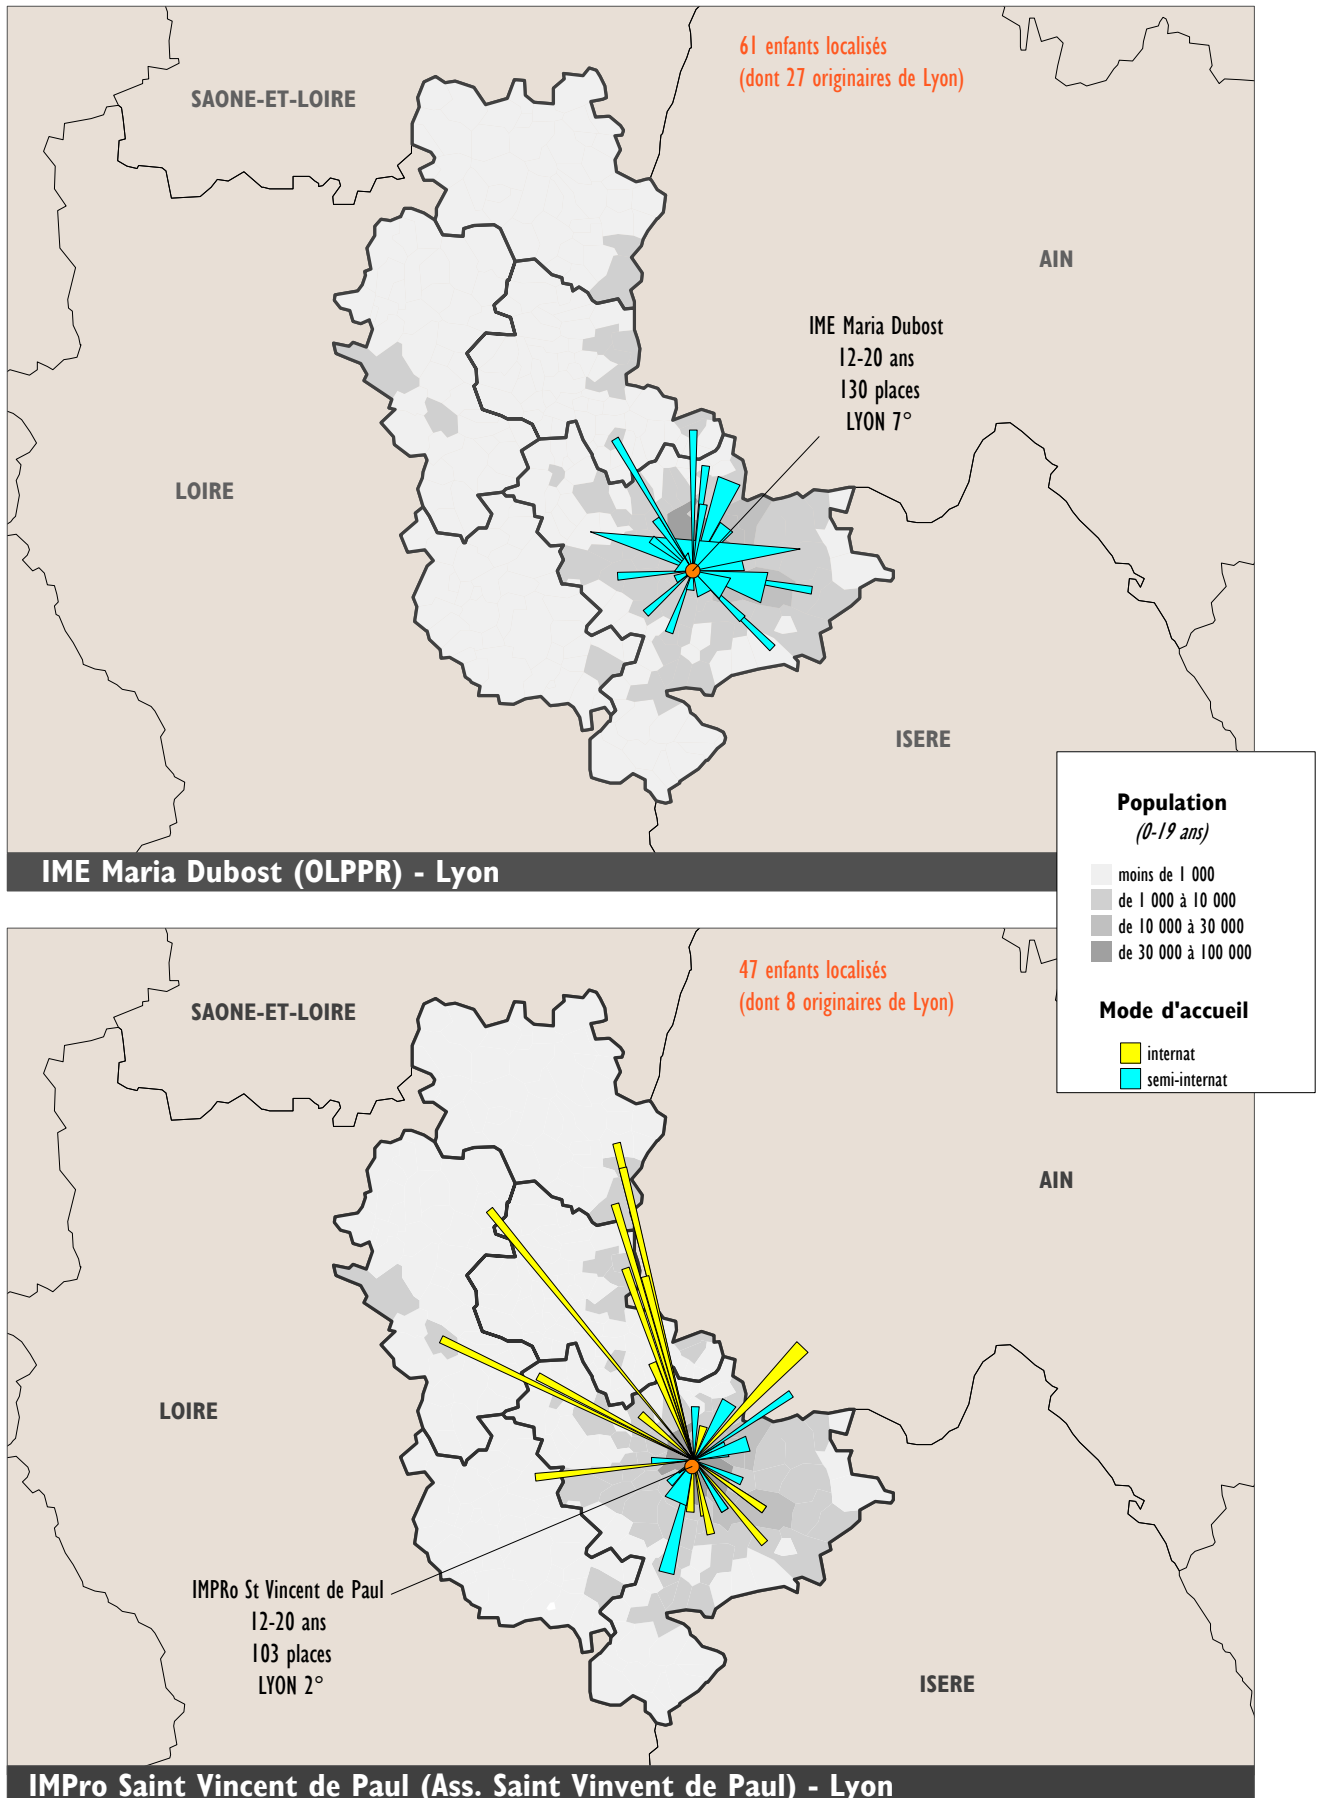 61 enfants localisés
(dont 27 originaires de Lyon)
SAONE-ET-LOIRE
AIN
IME Maria Dubost
12-20 ans
130 places
LYON 7°
LOIRE
ISERE
IME Maria Dubost (OLPPR) - Lyon
Population
(0-19 ans)
moins de 1 000
de 1 000 à 10 000
de 10 000 à 30 000
de 30 000 à 100 000
Mode d'accueil
internat
semi-internat
47 enfants localisés
(dont 8 originaires de Lyon)
SAONE-ET-LOIRE
AIN
LOIRE
IMPRo St Vincent de Paul
12-20 ans
103 places
LYON 2°
ISERE
IMPro Saint Vincent de Paul (Ass. Saint Vinvent de Paul) - Lyon